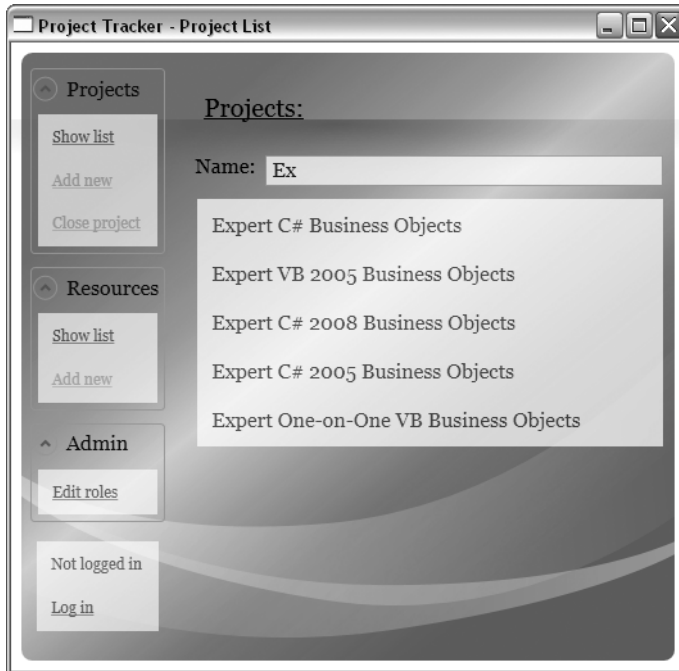 Project Tracker - Project List
Projects
Show list
Add new
Close project
Resources
Show list
Add new
Admin
Edit roles
Not logged in
Log in
Projects:
Name: Ex
Expert C# Business Objects
Expert VB 2005 Business Objects
Expert C# 2008 Business Objects
Expert C# 2005 Business Objects
Expert One-on-One VB Business Objects